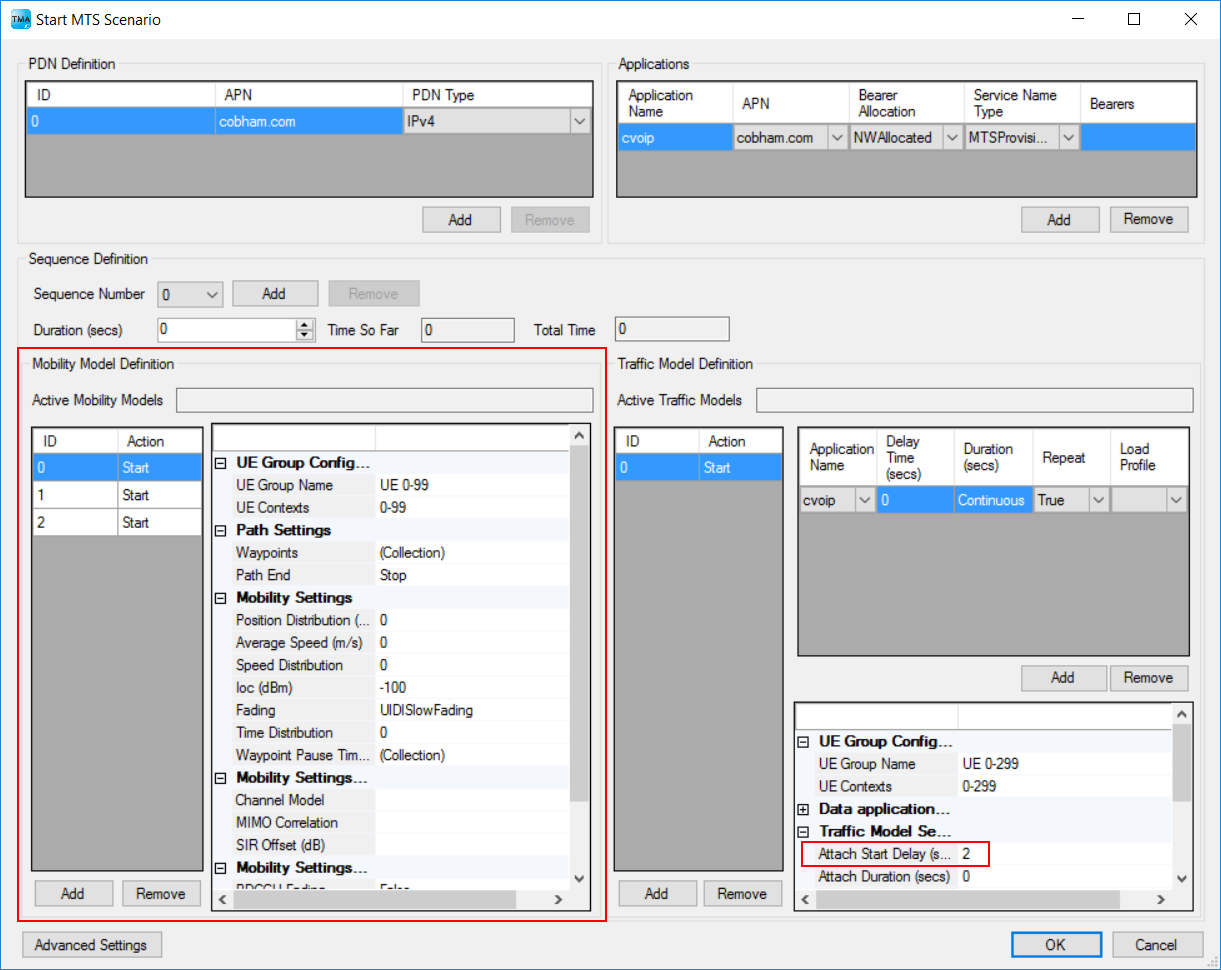 TMA Start MTS Scenario
PDN Definition
ID APN PDN Type
0 cobham.com IPv4
Add Remove
Applications
Application Name APN Bearer Allocation Service Name Type Bearers
cvoip cobham.com NWAllocated MTSProvisi...
Add Remove
Sequence Definition
Sequence Number 0 Add Remove
Duration (secs) 0 Time So Far 0 Total Time 0
Mobility Model Definition
Active Mobility Models
ID Action
0 Start
1 Start
2 Start
Add Remove
UE Group Config...
UE Group Name UE 0-99
UE Contexts 0-99
Path Settings
Waypoints (Collection)
Path End Stop
Mobility Settings
Position Distribution (... 0
Average Speed (m/s) 0
Speed Distribution 0
Ioc (dBm) -100
Fading UIDISlowFading
Time Distribution 0
Waypoint Pause Tim... (Collection)
Mobility Settings...
Channel Model
MIMO Correlation
SIR Offset (dB)
Mobility Settings...
PDCCH Fading False
Traffic Model Definition
Active Traffic Models
ID Action
0 Start
Add Remove
Application Name Delay Time (secs) Duration (secs) Repeat Load Profile
cvoip 0 Continuous True
Add Remove
UE Group Config...
UE Group Name UE 0-299
UE Contexts 0-299
Data application...
Traffic Model Se...
Attach Start Delay (s... 2
Attach Duration (secs) 0
Advanced Settings OK Cancel